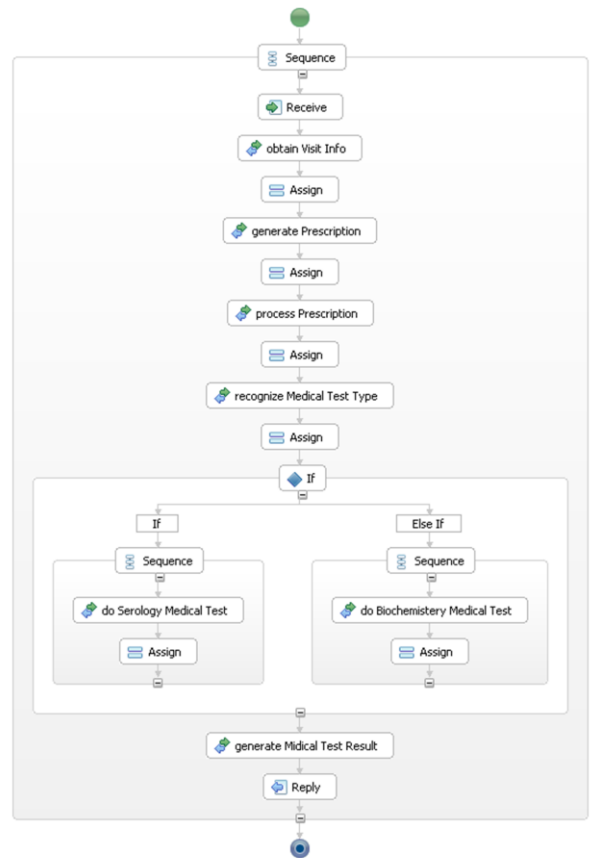 Sequence
Receive
obtain Visit Info
Assign
generate Prescription
Assign
process Prescription
Assign
recognize Medical Test Type
Assign
If
If
Else If
Sequence
Sequence
do Serology Medical Test
do Biochemistery Medical Test
Assign
Assign
generate Midical Test Result
Reply